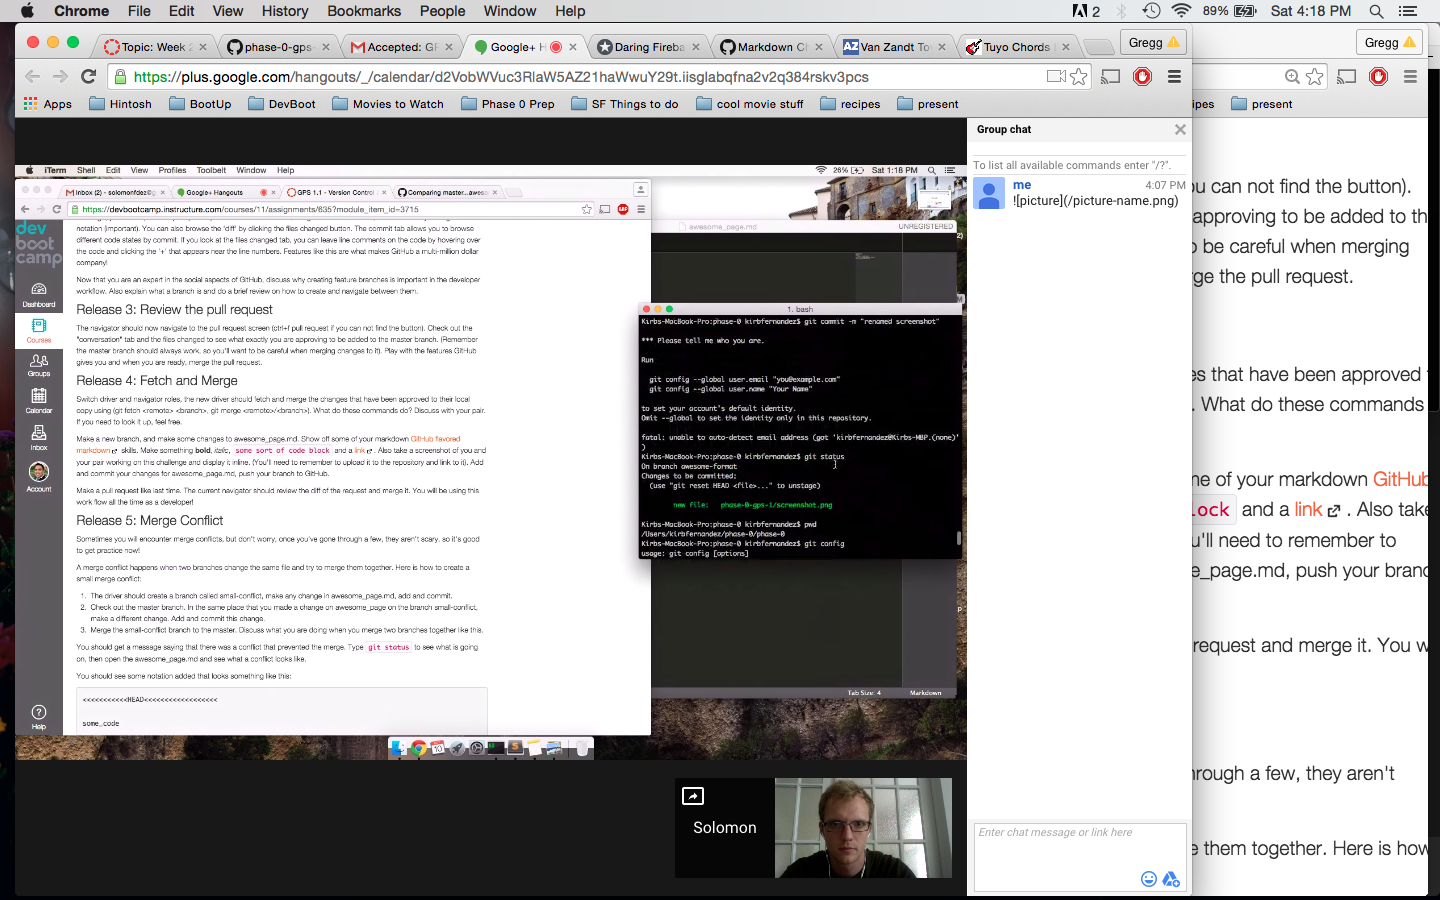 Chrome File Edit View History Bookmarks People Window Help
2 89% Sat 4:18 PM
Topic: Week
phase-0-gps-
Accepted: GF
Google+ H
Daring Fireba
Markdown C
Van Zandt To
Tuyo Chords
Gregg
Gregg
https://plus.google.com/hangouts/_/calendar/d2VobWVuc3RlaW5AZ21haWwuY29t.iisglabqfna2v2q384rskv3pcs
Apps Hintosh BootUp DevBoot Movies to Watch Phase 0 Prep SF Things to do cool movie stuff recipes present
ipes present
Group chat
To list all available commands enter "/?".
me 4:07 PM
![picture](/picture-name.png)
Enter chat message or link here
iTerm Shell Edit View Profiles Toolbelt Window Help
26% Sat 1:18 PM
Inbox (2) - solomonfdez@g
Google+ Hangouts
GPS 1.1 - Version Control
Comparing master...aweso
https://devbootcamp.instructure.com/courses/11/assignments/635?module_item_id=3715
dev
boot
camp
Dashboard
Courses
Groups
Calendar
Inbox
Account
Help
notation (important). You can also browse the 'diff' by clicking the files changed button. The commit tab allows you to browse
different code states by commit. If you look at the files changed tab, you can leave line comments on the code by hovering over
the code and clicking the '+' that appears near the line numbers. Features like this are what makes GitHub a multi-million dollar
company!
Now that you are an expert in the social aspects of GitHub, discuss why creating feature branches is important in the developer
workflow. Also explain what a branch is and do a brief review on how to create and navigate between them.
Release 3: Review the pull request
The navigator should now navigate to the pull request screen (ctrl+f pull request if you can not find the button). Check out the
"conversation" tab and the files changed to see what exactly you are approving to be added to the master branch. (Remember
the master branch should always work, so you'll want to be careful when merging changes to it). Play with the features GitHub
gives you and when you are ready, merge the pull request.
Release 4: Fetch and Merge
Switch driver and navigator roles, the new driver should fetch and merge the changes that have been approved to their local
copy using (git fetch <remote> <branch>, git merge <remote>/<branch>). What do these commands do? Discuss with your pair.
If you need to look it up, feel free.
Make a new branch, and make some changes to awesome_page.md. Show off some of your markdown GitHub flavored
markdown skills. Make something bold, italic, some sort of code block and a link . Also take a screenshot of you and
your pair working on this challenge and display it inline. (You'll need to remember to upload it to the repository and link to it). Add
and commit your changes for awesome_page.md, push your branch to GitHub.
Make a pull request like last time. The current navigator should review the diff of the request and merge it. You will be using this
work flow all the time as a developer!
Release 5: Merge Conflict
Sometimes you will encounter merge conflicts, but don't worry, once you've gone through a few, they aren't scary, so it's good
to get practice now!
A merge conflict happens when two branches change the same file and try to merge them together. Here is how to create a
small merge conflict:
1. The driver should create a branch called small-conflict, make any change in awesome_page.md, add and commit.
2. Check out the master branch. In the same place that you made a change on awesome_page on the branch small-conflict,
make a different change. Add and commit this change.
3. Merge the small-conflict branch to the master. Discuss what you are doing when you merge two branches together like this.
You should get a message saying that there was a conflict that prevented the merge. Type git status to see what is going
on, then open the awesome_page.md and see what a conflict looks like.
You should see some notation added that looks something like this:
<<<<<<<<<<<HEAD<<<<<<<<<<<<<<<<<<
some_code
awesome_page.md UNREGISTERED
1. bash
Kirbs-MacBook-Pro:phase-0 kirbfernandez$ git commit -m "renamed screenshot"
*** Please tell me who you are.
Run
git config --global user.email "you@example.com"
git config --global user.name "Your Name"
to set your account's default identity.
Omit --global to set the identity only in this repository.
fatal: unable to auto-detect email address (got 'kirbfernandez@Kirbs-MBP.(none)'
)
Kirbs-MacBook-Pro:phase-0 kirbfernandez$ git status
On branch awesome-format
Changes to be committed:
(use "git reset HEAD <file>..." to unstage)
new file: phase-0-gps-1/screenshot.png
Kirbs-MacBook-Pro:phase-0 kirbfernandez$ pwd
/Users/kirbfernandez/phase-0/phase-0
Kirbs-MacBook-Pro:phase-0 kirbfernandez$ git config
usage: git config [options]
Tab Size: 4 Markdown
Solomon
ou can not find the button).
approving to be added to th
o be careful when merging
rge the pull request.
es that have been approved
. What do these commands
ne of your markdown GitHub
lock and a link . Also take
u'll need to remember to
e_page.md, push your branc
request and merge it. You w
hrough a few, they aren't
e them together. Here is how